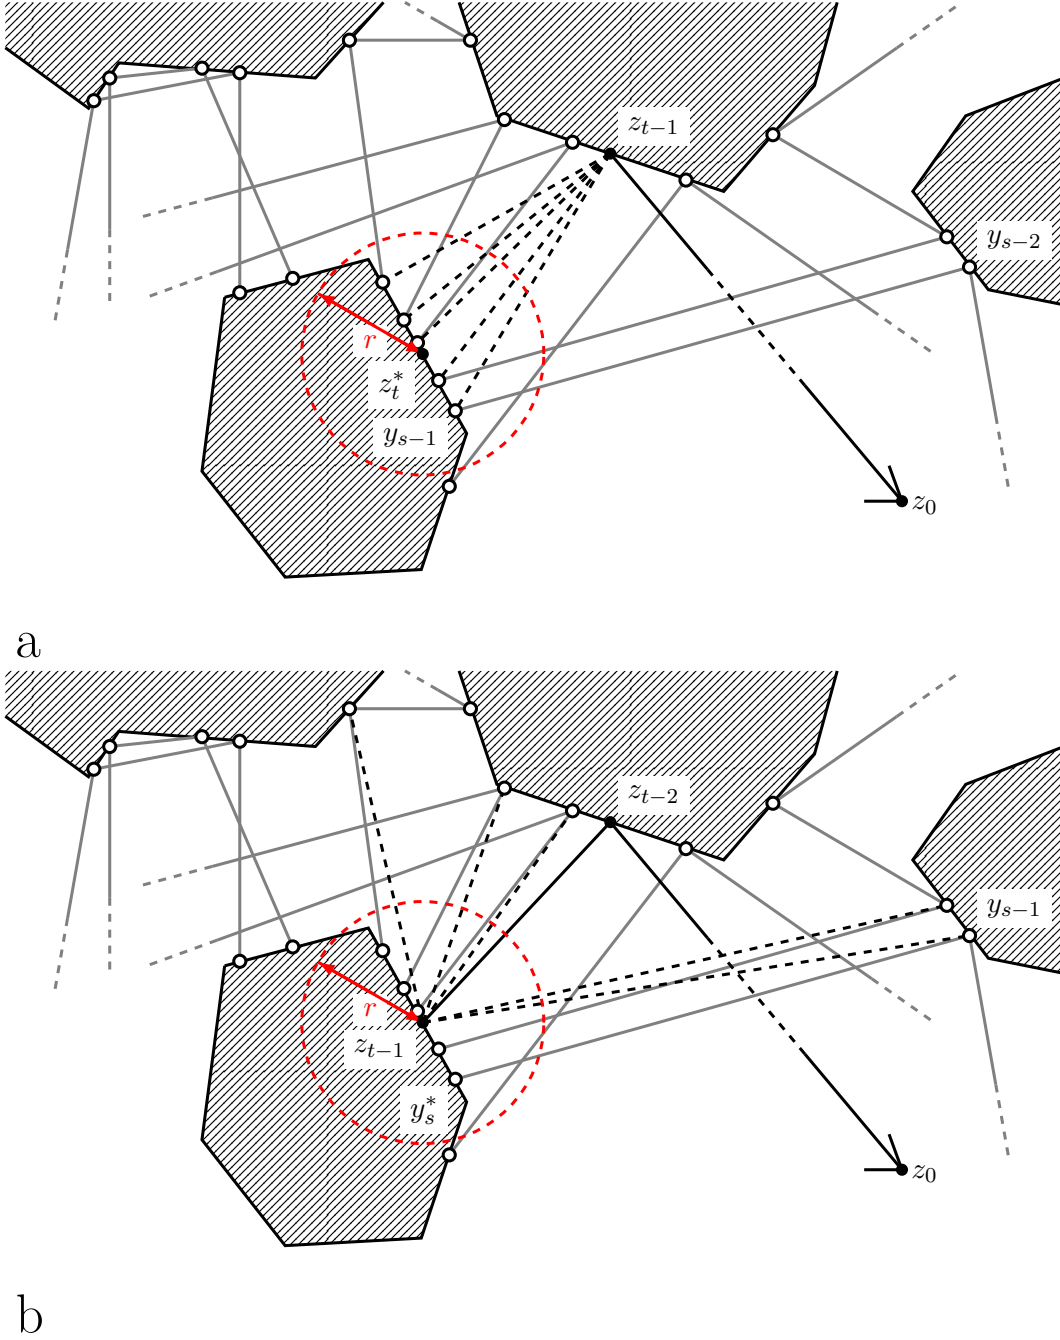 z_{t−1}
y_{s−2}
r
z_t^*
y_{s−1}
z_0
a
z_{t−2}
y_{s−1}
r
z_{t−1}
y_s^*
z_0
b